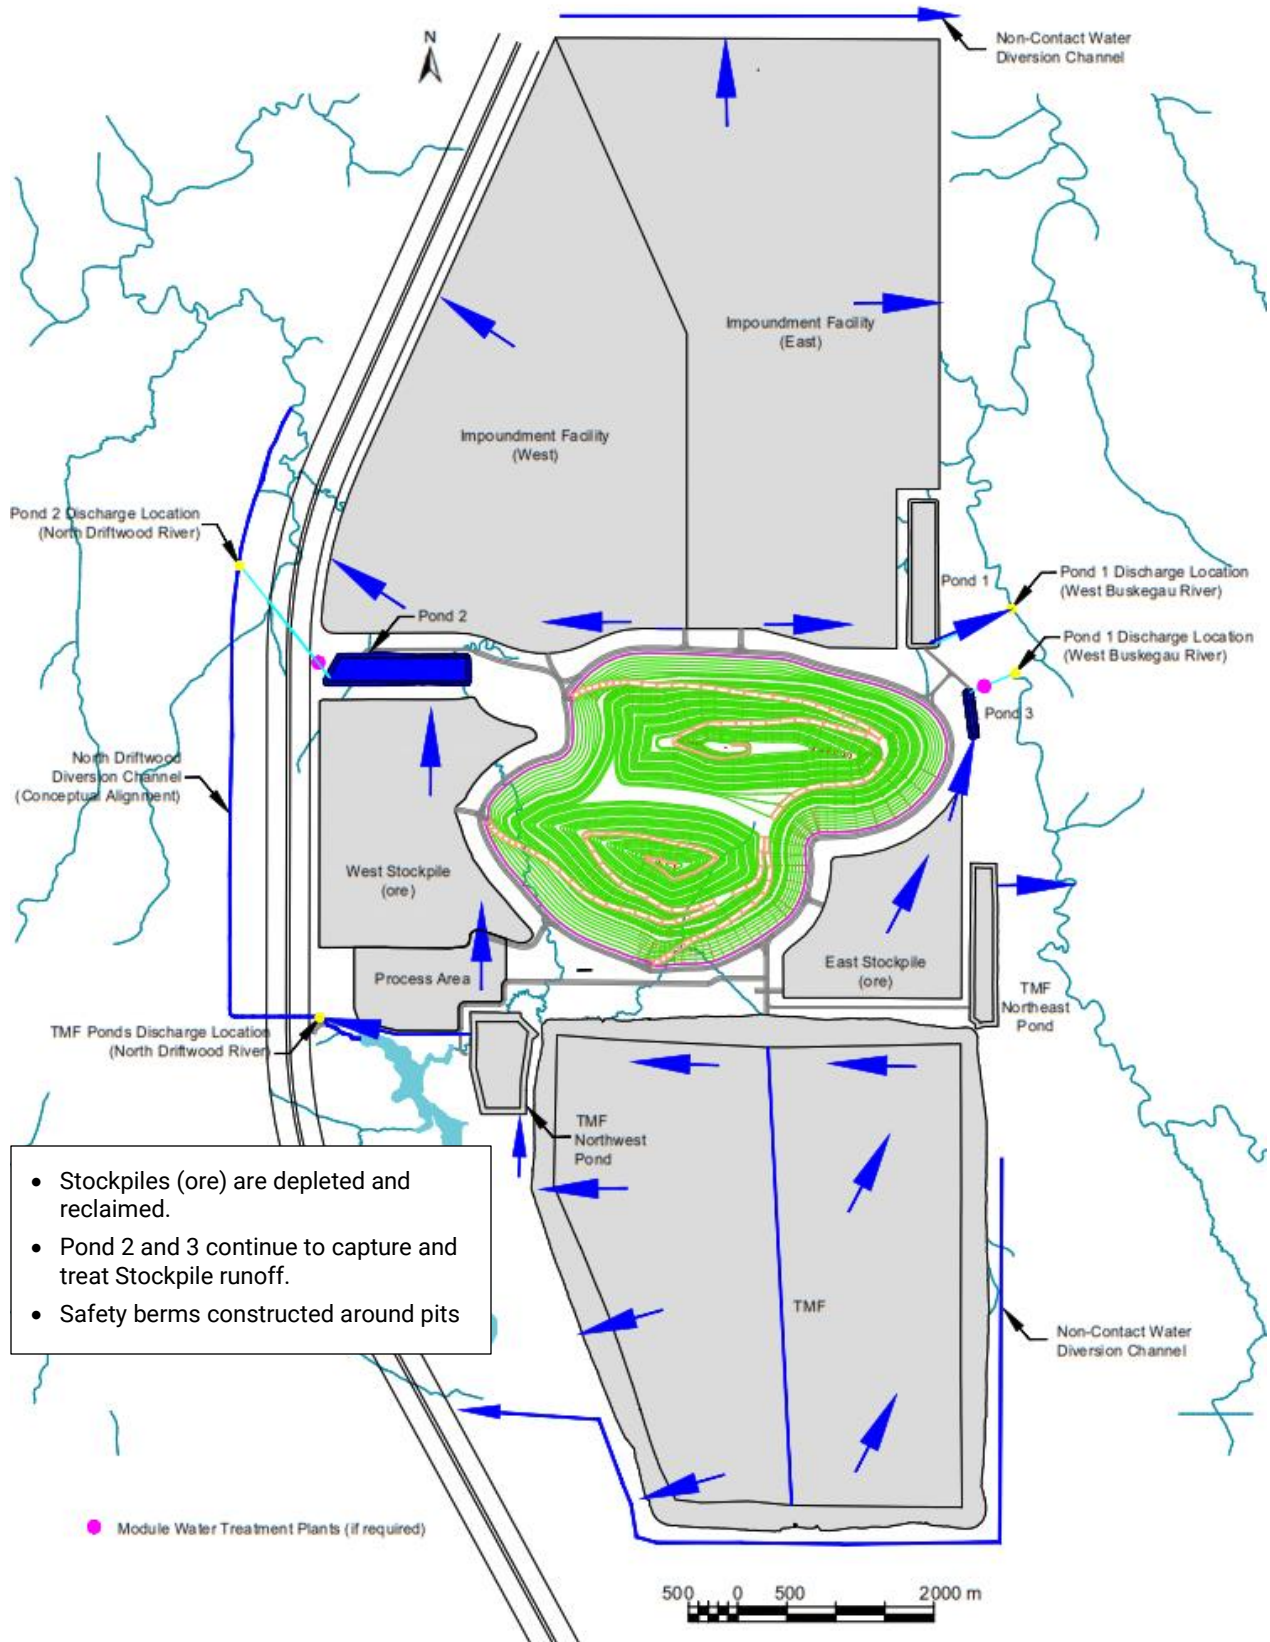 N
Non-Contact Water
Diversion Channel
Impoundment Facility
(East)
Impoundment Facility
(West)
Pond 2 Discharge Location
(North Driftwood River)
Pond 1
Pond 1 Discharge Location
(West Buskegau River)
Pond 2
Pond 1 Discharge Location
(West Buskegau River)
Pond 3
North Driftwood
Diversion Channel
(Conceptual Alignment)
West Stockpile
(ore)
East Stockpile
(ore)
Process Area
TMF
Northeast
Pond
TMF Ponds Discharge Location
(North Driftwood River)
TMF
Northwest
Pond
• Stockpiles (ore) are depleted and
reclaimed.
• Pond 2 and 3 continue to capture and
treat Stockpile runoff.
• Safety berms constructed around pits
TMF
Non-Contact Water
Diversion Channel
Module Water Treatment Plants (if required)
500 0 500 2000 m